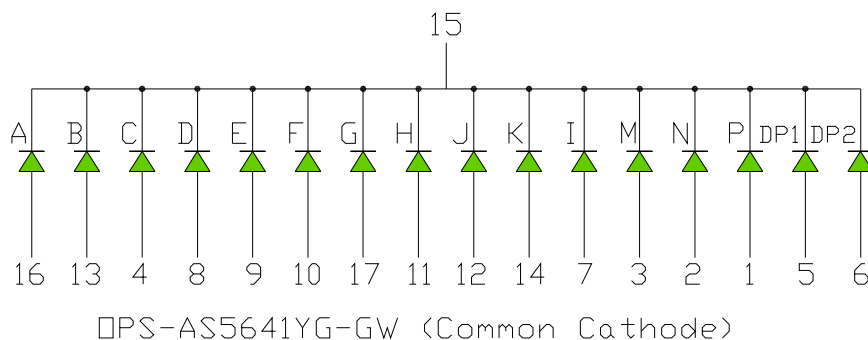 15
A B C D E F G H J K I M N P DP1 DP2
16 13 4 8 9 10 17 11 12 14 7 3 2 1 5 6
OPS-AS5641YG-GW (Common Cathode)